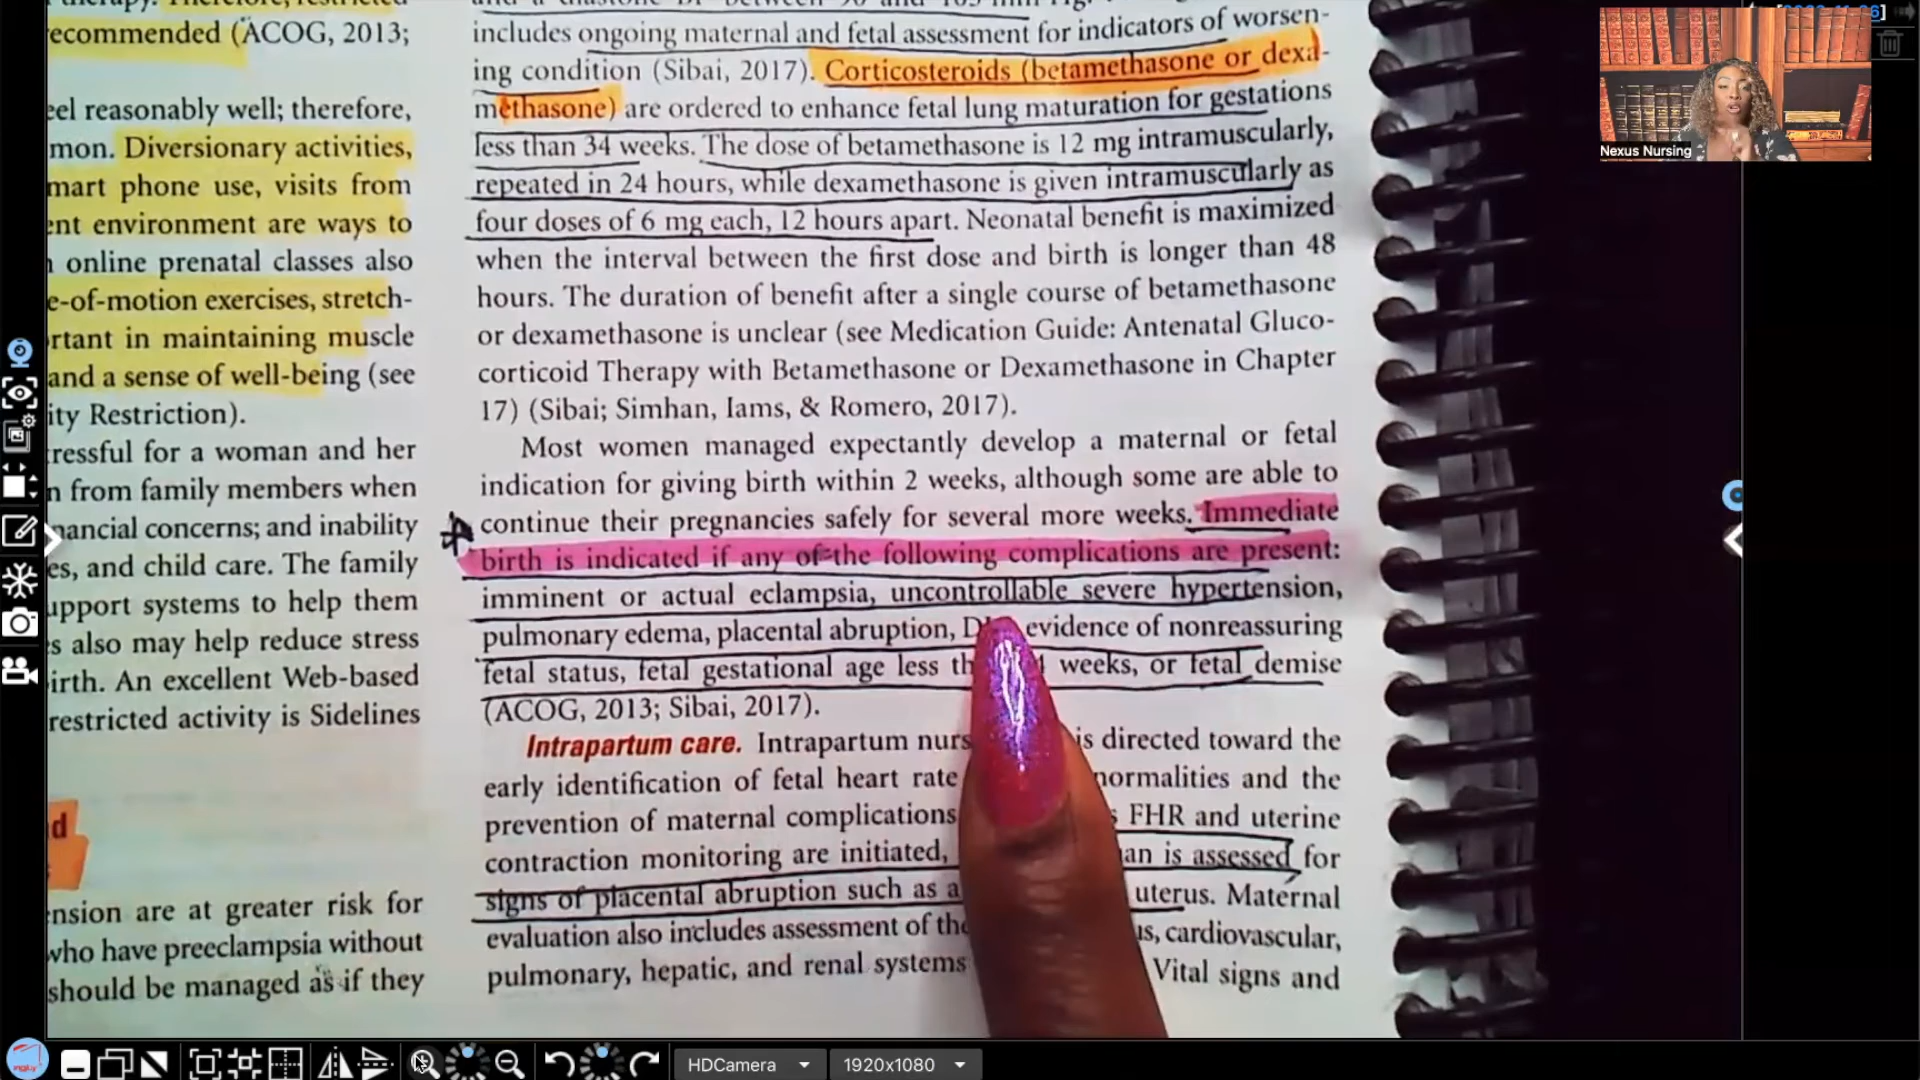 ecommended (ACOG, 2013;
eel reasonably well; therefore,
mon. Diversionary activities,
mart phone use, visits from
ent environment are ways to
online prenatal classes also
e-of-motion exercises, stretch-
rtant in maintaining muscle
and a sense of well-being (see
ity Restriction).
ressful for a woman and her
n from family members when
nancial concerns; and inability
es, and child care. The family
upport systems to help them
s also may help reduce stress
irth. An excellent Web-based
restricted activity is Sidelines
d
nsion are at greater risk for
who have preeclampsia without
should be managed as if they
includes ongoing maternal and fetal assessment for indicators of worsen-
ing condition (Sibai, 2017). Corticosteroids (betamethasone or dexa-
methasone) are ordered to enhance fetal lung maturation for gestations
less than 34 weeks. The dose of betamethasone is 12 mg intramuscularly,
repeated in 24 hours, while dexamethasone is given intramuscularly as
four doses of 6 mg each, 12 hours apart. Neonatal benefit is maximized
when the interval between the first dose and birth is longer than 48
hours. The duration of benefit after a single course of betamethasone
or dexamethasone is unclear (see Medication Guide: Antenatal Gluco-
corticoid Therapy with Betamethasone or Dexamethasone in Chapter
17) (Sibai; Simhan, Iams, & Romero, 2017).
Most women managed expectantly develop a maternal or fetal
indication for giving birth within 2 weeks, although some are able to
continue their pregnancies safely for several more weeks. Immediate
birth is indicated if any of the following complications are present:
imminent or actual eclampsia, uncontrollable severe hypertension,
pulmonary edema, placental abruption, evidence of nonreassuring
fetal status, fetal gestational age less weeks, or fetal demise
(ACOG, 2013; Sibai, 2017).
Intrapartum care. Intrapartum nurs is directed toward the
early identification of fetal heart rate normalities and the
prevention of maternal complications FHR and uterine
contraction monitoring are initiated, an is assessed for
signs of placental abruption such as a uterus. Maternal
evaluation also includes assessment of the us, cardiovascular,
pulmonary, hepatic, and renal systems Vital signs and
Nexus Nursing
HDCamera
1920x1080